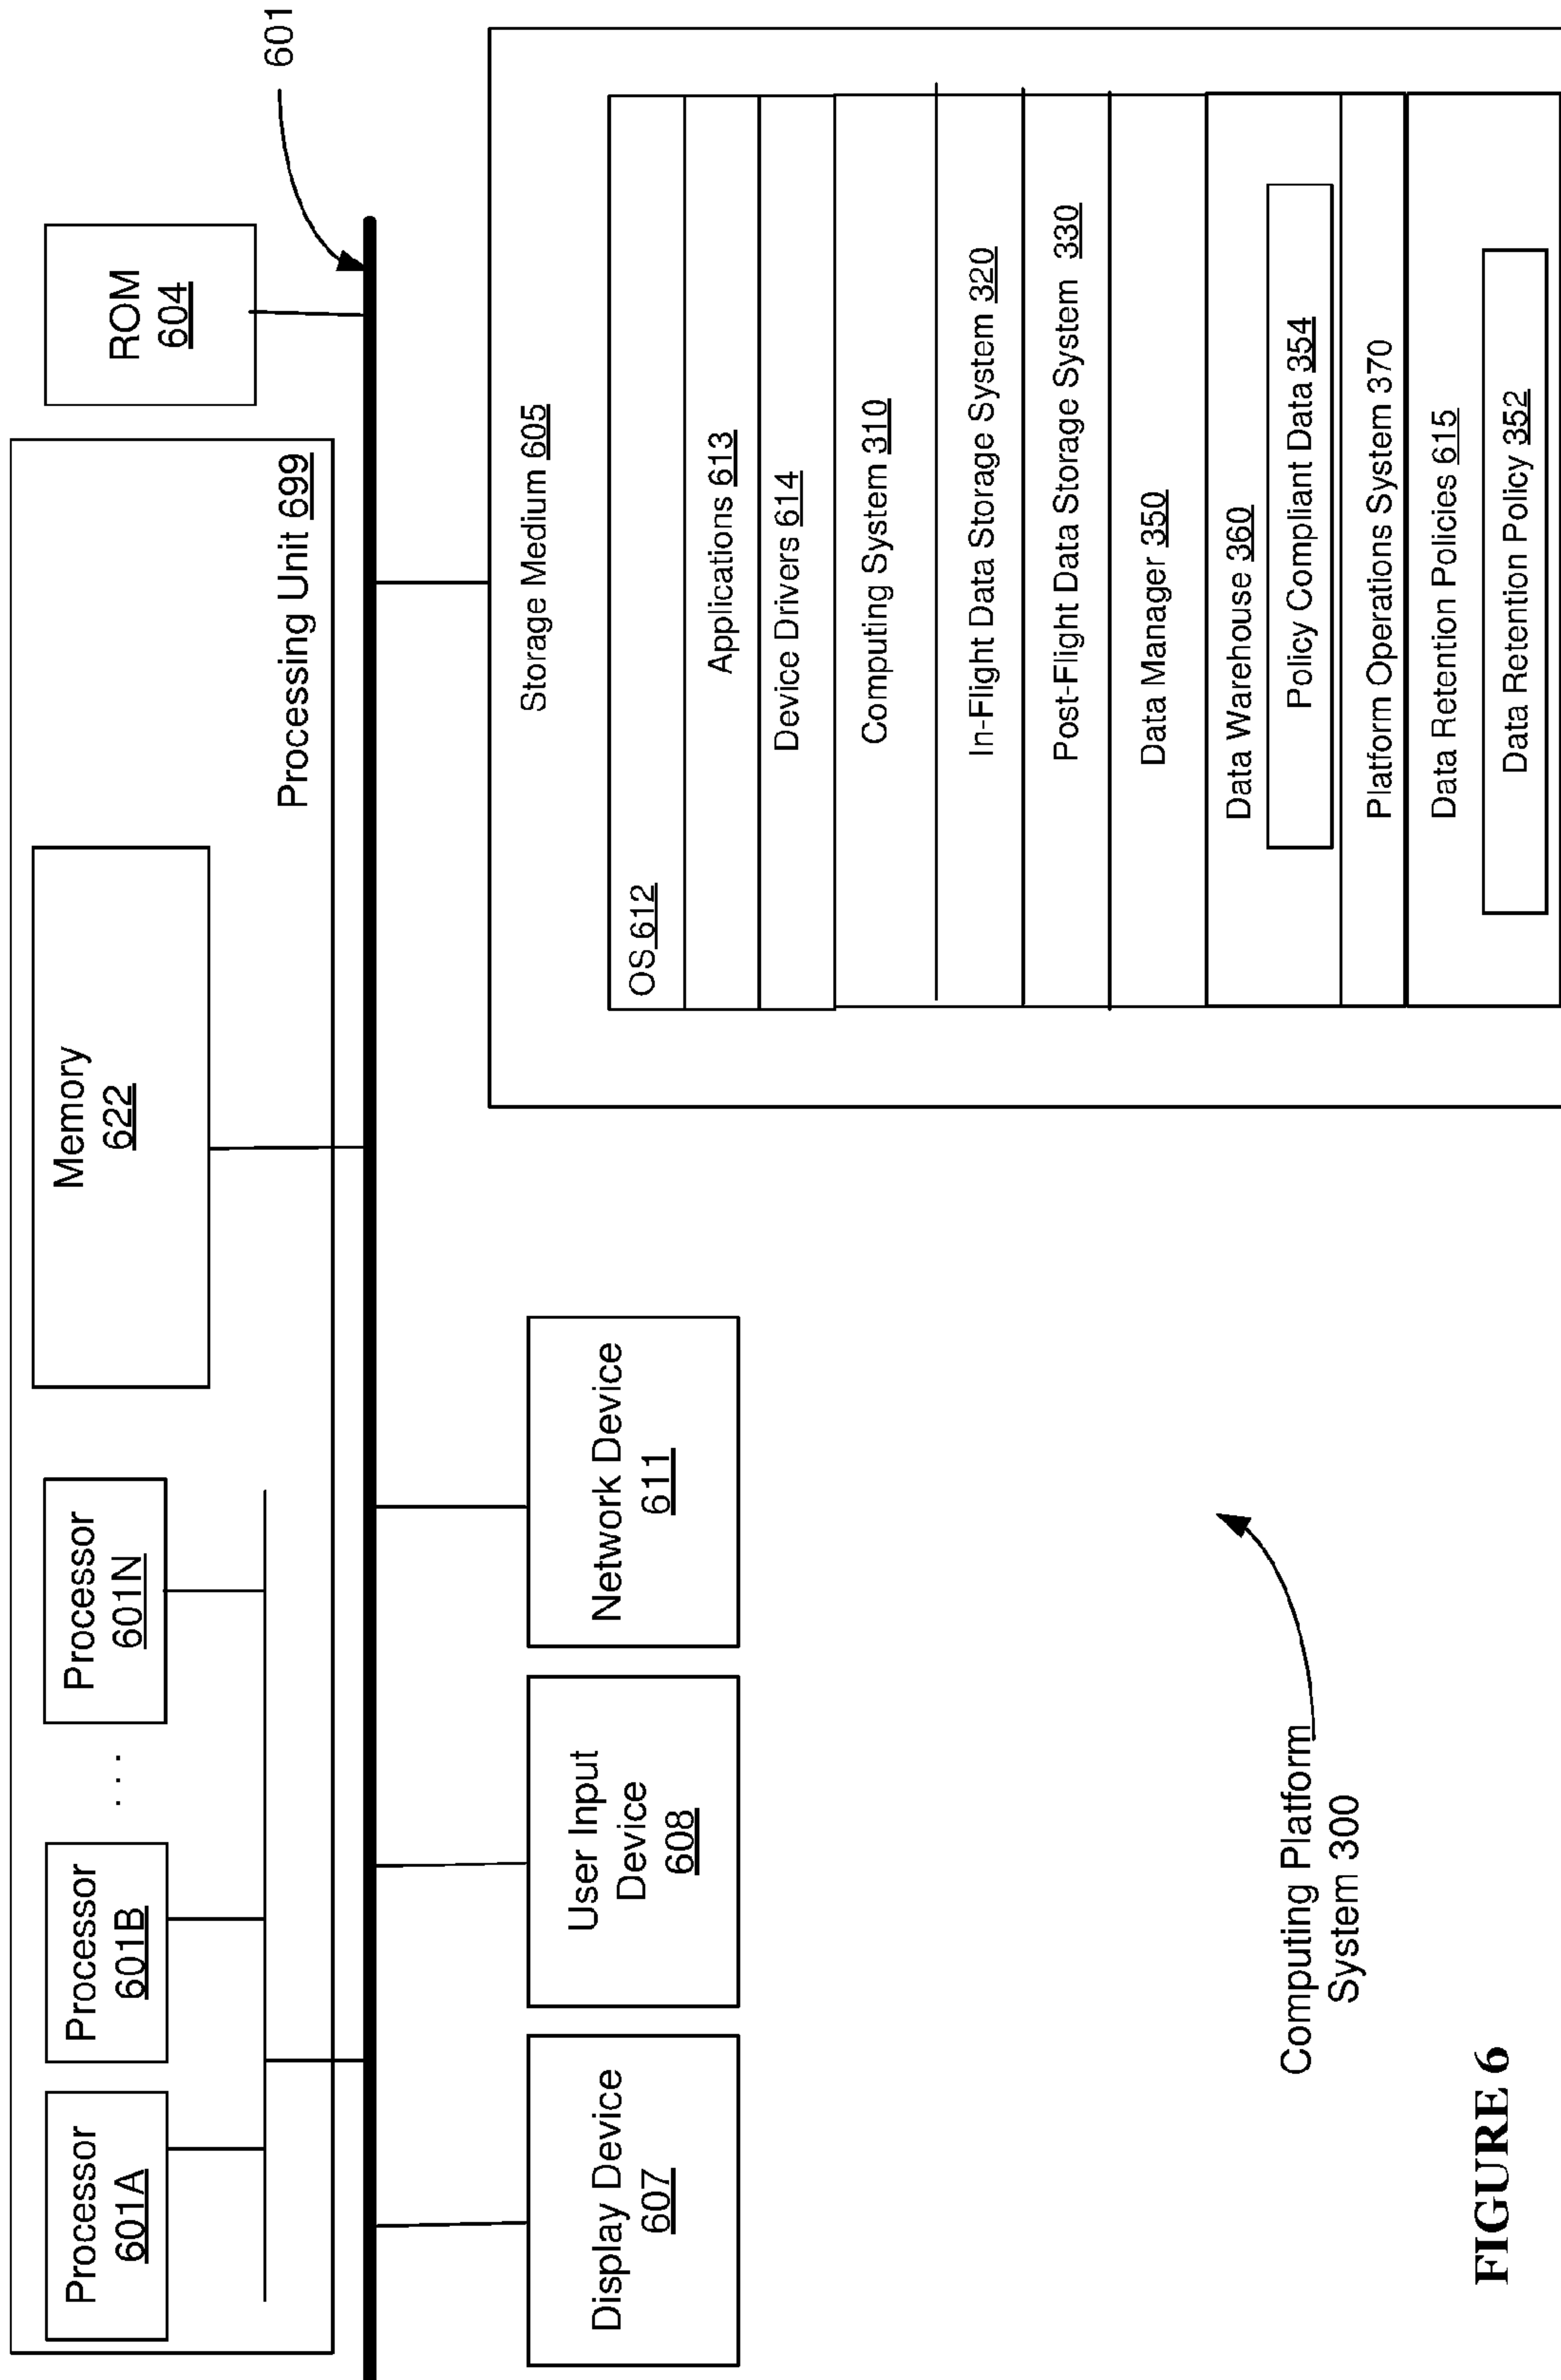 Processor
601A
Processor
601B
. . .
Processor
601N
Memory
622
Processing Unit 699
ROM
604
601
Display Device
607
User Input
Device
608
Network Device
611
Storage Medium 605
OS 612
Applications 613
Device Drivers 614
Computing System 310
In-Flight Data Storage System 320
Post-Flight Data Storage System 330
Data Manager 350
Data Warehouse 360
Policy Compliant Data 354
Platform Operations System 370
Data Retention Policies 615
Data Retention Policy 352
Computing Platform
System 300
FIGURE 6